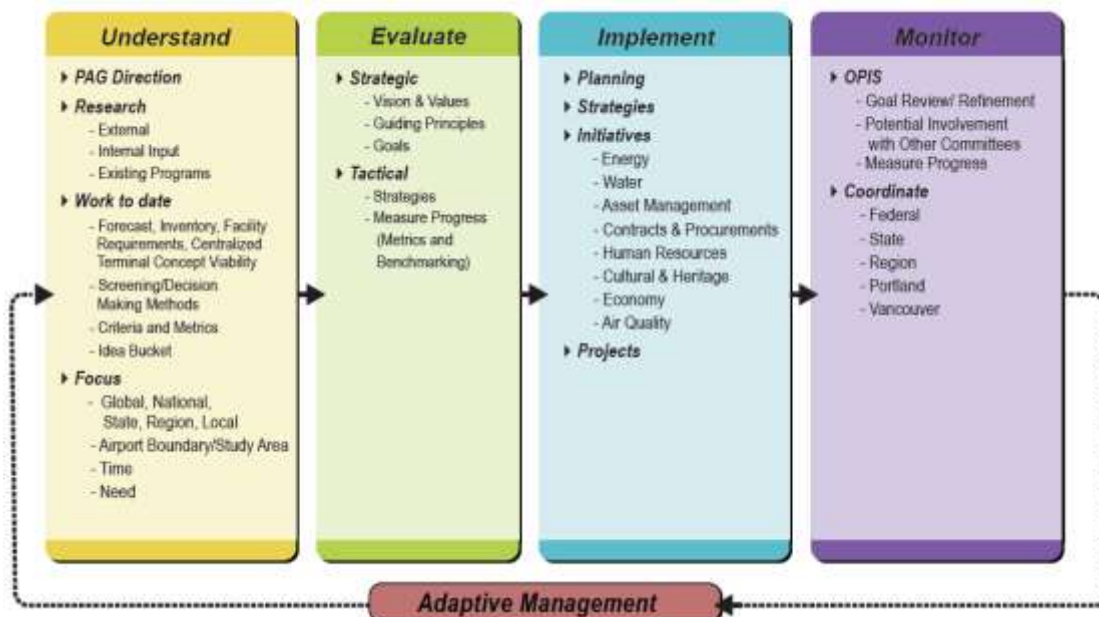 Understand
PAG Direction
Research
- External
- Internal Input
- Existing Programs
Work to date
- Forecast, Inventory, Facility
Requirements, Centralized
Terminal Concept Viability
- Screening/Decision
Making Methods
- Criteria and Metrics
- Idea Bucket
Focus
- Global, National,
State, Region, Local
- Airport Boundary/Study Area
- Time
- Need
Evaluate
Strategic
- Vision & Values
- Guiding Principles
- Goals
Tactical
- Strategies
- Measure Progress
(Metrics and
Benchmarking)
Implement
Planning
Strategies
Initiatives
- Energy
- Water
- Asset Management
- Contracts & Procurements
- Human Resources
- Cultural & Heritage
- Economy
- Air Quality
Projects
Monitor
OPIS
- Goal Review/ Refinement
- Potential Involvement
with Other Committees
- Measure Progress
Coordinate
- Federal
- State
- Region
- Portland
- Vancouver
Adaptive Management